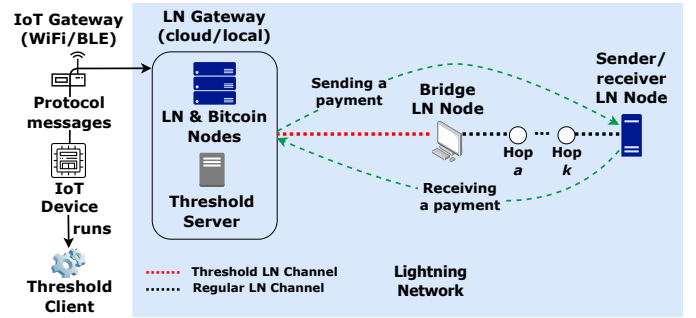 IoT Gateway
(WiFi/BLE)
Protocol
messages
IoT
Device
runs
Threshold
Client
LN Gateway
(cloud/local)
LN & Bitcoin
Nodes
Threshold
Server
Sending a
payment
Bridge
LN Node
Hop
a
...
Hop
k
Sender/
receiver
LN Node
Receiving
a payment
Threshold LN Channel
Regular LN Channel
Lightning
Network